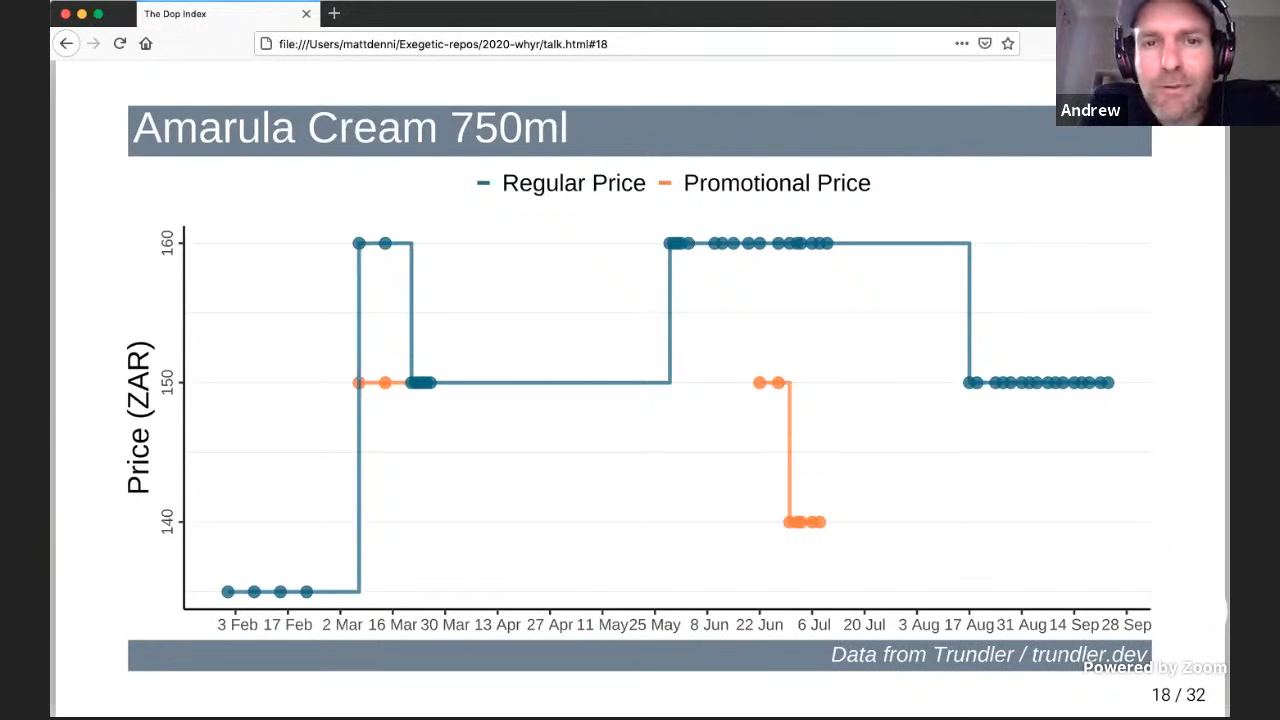 The Dop Index
file:///Users/mattdenni/Exegetic-repos/2020-whyr/talk.html#18
Andrew
Amarula Cream 750ml
Regular Price Promotional Price
Price (ZAR)
160
150
140
3 Feb 17 Feb 2 Mar 16 Mar 30 Mar 13 Apr 27 Apr 11 May 25 May 8 Jun 22 Jun 6 Jul 20 Jul 3 Aug 17 Aug 31 Aug 14 Sep 28 Sep
Data from Trundler / trundler.dev
Powered by Zoom
18 / 32